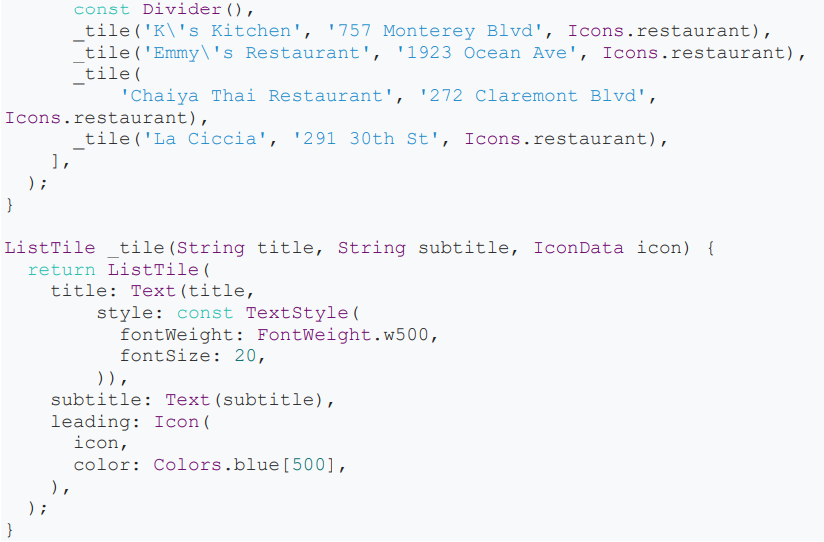 const Divider(),
_tile('K\'s Kitchen', '757 Monterey Blvd', Icons.restaurant),
_tile('Emmy\'s Restaurant', '1923 Ocean Ave', Icons.restaurant),
_tile(
'Chaiya Thai Restaurant', '272 Claremont Blvd',
Icons.restaurant),
_tile('La Ciccia', '291 30th St', Icons.restaurant),
],
);
}
ListTile _tile(String title, String subtitle, IconData icon) {
return ListTile(
title: Text(title,
style: const TextStyle(
fontWeight: FontWeight.w500,
fontSize: 20,
)),
subtitle: Text(subtitle),
leading: Icon(
icon,
color: Colors.blue[500],
),
);
}